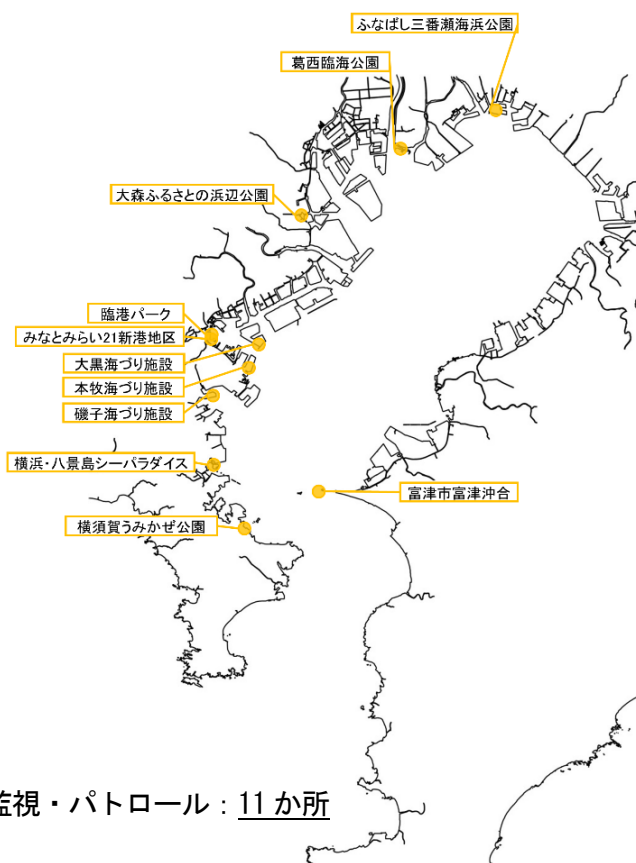 ふなばし三番瀬海浜公園
葛西臨海公園
大森ふるさとの浜辺公園
臨港パーク
みなとみらい21新港地区
大黒海づり施設
本牧海づり施設
磯子海づり施設
横浜・八景島シーパラダイス
富津市富津沖合
横須賀うみかぜ公園
監視・パトロール：11か所